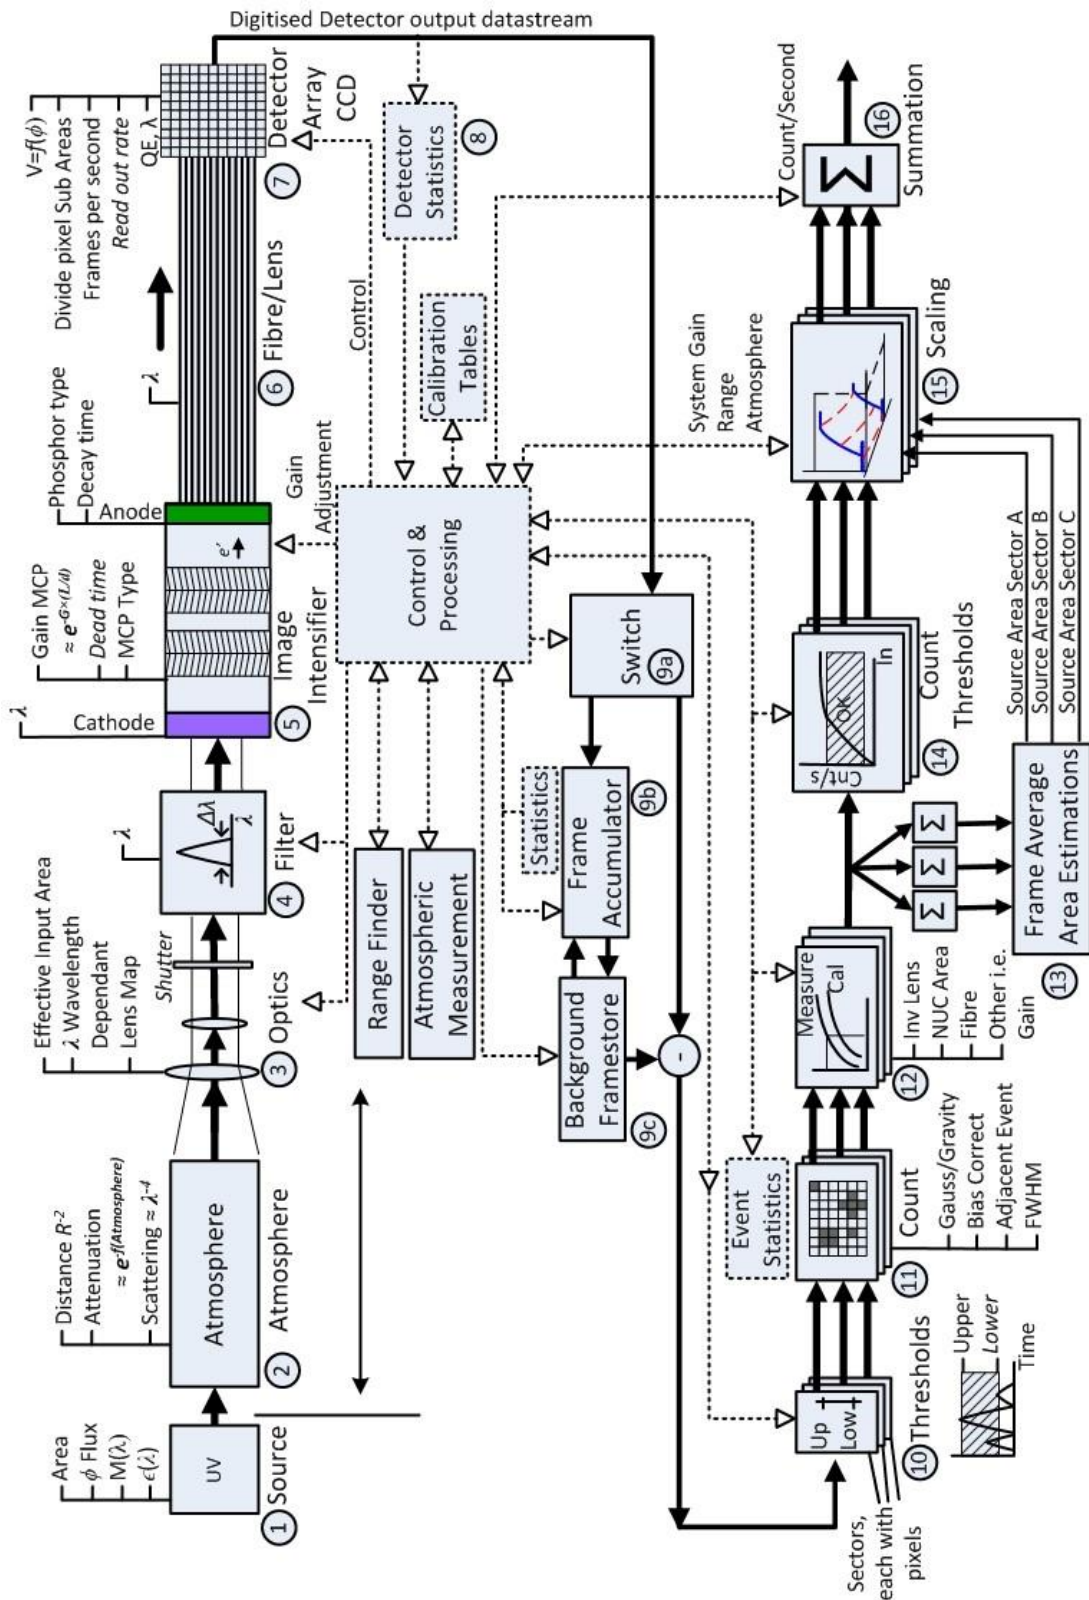 Area
ϕ Flux
M(λ)
ϵ(λ)
UV
1
Source
Distance R⁻²
Attenuation
≈ e⁻ᶠ⁽ᴬᵗᵐᵒˢᵖʰᵉʳᵉ⁾
Scattering ≈ λ⁻⁴
Atmosphere
2
Atmosphere
Effective Input Area
λ Wavelength
Dependant
Lens Map
Shutter
3
Optics
λ
Δλ
λ
4
Filter
λ
Cathode
Gain MCP
≈ e⁻ᴳˣ⁽ᴸ/ᵈ⁾
Dead time
MCP Type
Phosphor type
Decay time
Anode
e'
5
Image
Intensifier
Gain
Adjustment
λ
6
Fibre/Lens
V=f(ϕ)
Divide pixel Sub Areas
Frames per second
Read out rate
QE, λ
7
Detector
Array
CCD
Digitised Detector output datastream
Control
Detector
Statistics
8
Calibration
Tables
Control &
Processing
Range Finder
Atmospheric
Measurement
Switch
9a
Statistics
Frame
Accumulator
9b
Background
Framestore
9c
-
Sectors,
each with
pixels
Up
Low
10
Thresholds
Upper
Lower
Time
Event
Statistics
11
Count
Gauss/Gravity
Bias Correct
Adjacent Event
FWHM
Measure
Cal
12
Inv Lens
NUC Area
Fibre
Other i.e.
Gain
Σ
Σ
Σ
13
Frame Average
Area Estimations
Source Area Sector A
Source Area Sector B
Source Area Sector C
Cnt/s
OK
In
14
Count
Thresholds
System Gain
Range
Atmosphere
15
Scaling
Count/Second
Σ
16
Summation